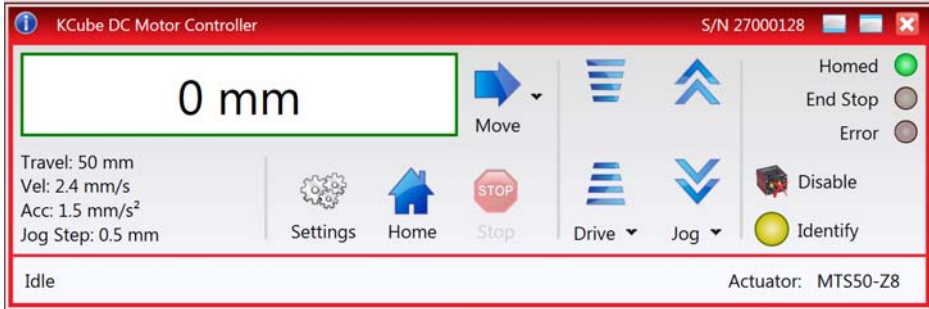 KCube DC Motor Controller S/N 27000128
0 mm
Move
Homed
End Stop
Error
Travel: 50 mm
Vel: 2.4 mm/s
Acc: 1.5 mm/s²
Jog Step: 0.5 mm
Settings
Home
STOP
Stop
Drive
Jog
Disable
Identify
Idle
Actuator: MTS50-Z8